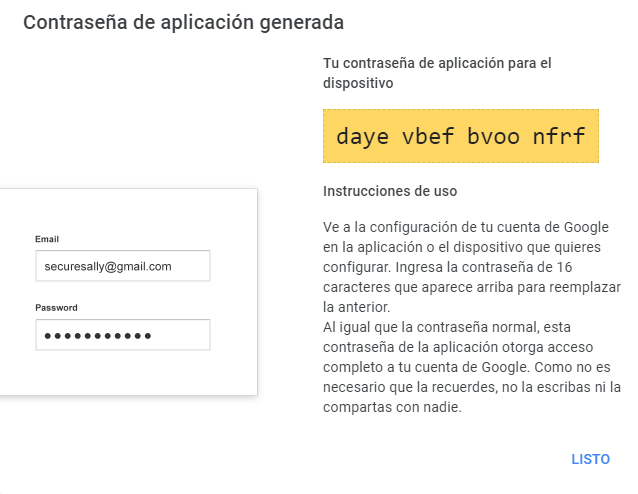 Contraseña de aplicación generada
Tu contraseña de aplicación para el
dispositivo
daye vbef bvoo nfrf
Instrucciones de uso
Email
securesally@gmail.com
Password
Ve a la configuración de tu cuenta de Google
en la aplicación o el dispositivo que quieres
configurar. Ingresa la contraseña de 16
caracteres que aparece arriba para reemplazar
la anterior.
Al igual que la contraseña normal, esta
contraseña de la aplicación otorga acceso
completo a tu cuenta de Google. Como no es
necesario que la recuerdes, no la escribas ni la
compartas con nadie.
LISTO